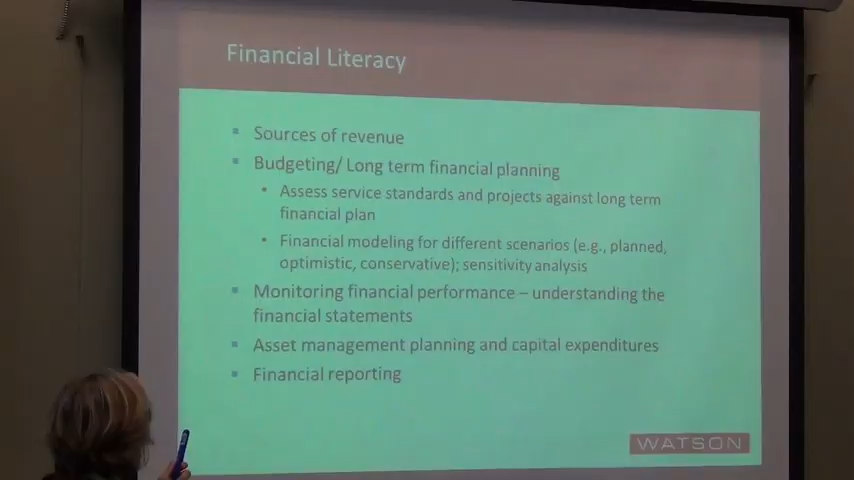 Financial Literacy
Sources of revenue
Budgeting/ Long term financial planning
Assess service standards and projects against long term
financial plan
Financial modeling for different scenarios (e.g., planned,
optimistic, conservative); sensitivity analysis
Monitoring financial performance – understanding the
financial statements
Asset management planning and capital expenditures
Financial reporting
WATSON